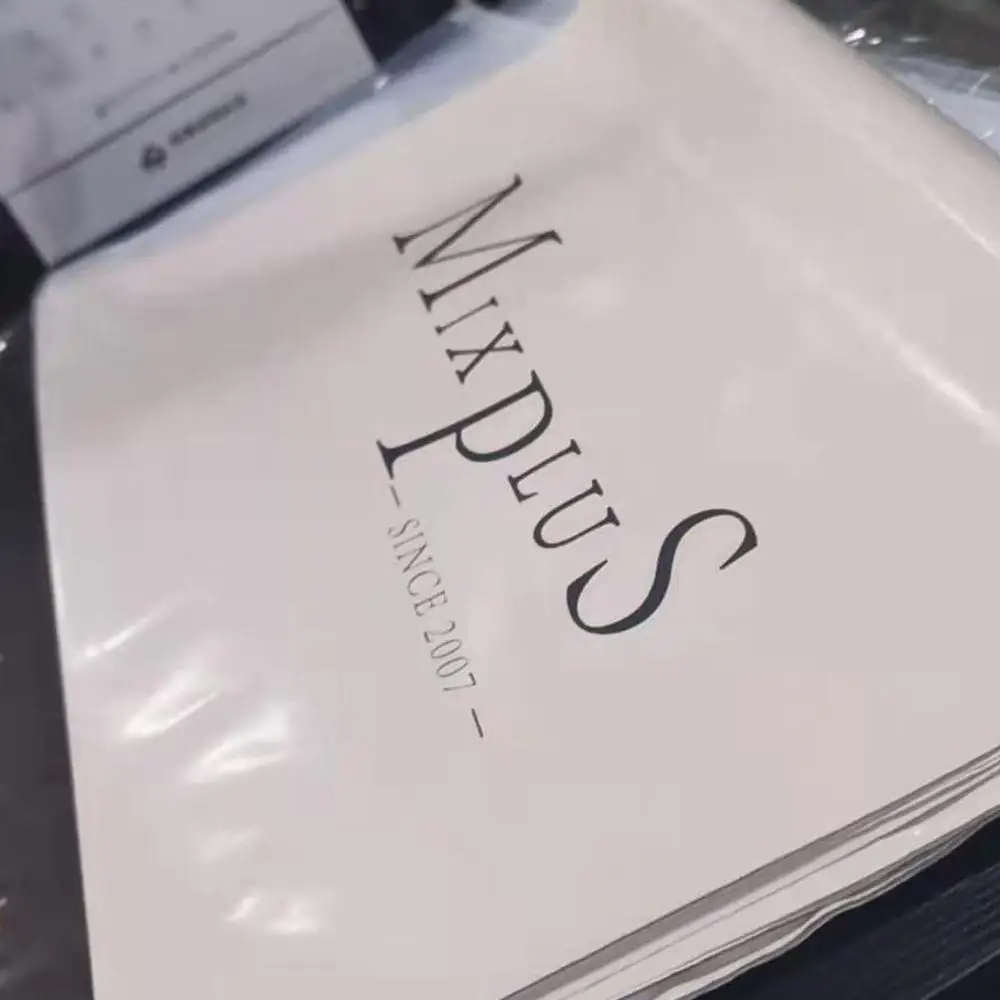 MIXPLUS
— SINCE 2007 —